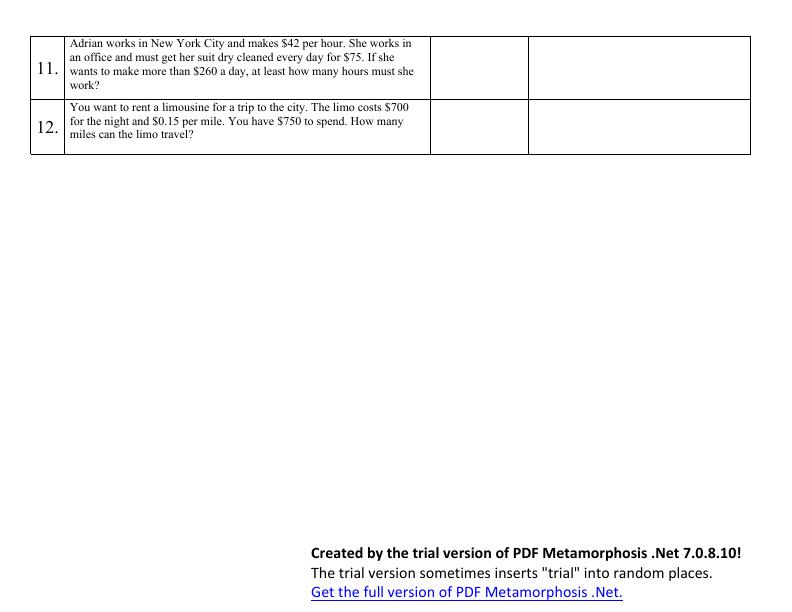 Adrian works in New York City and makes $42 per hour. She works in
an office and must get her suit dry cleaned every day for $75. If she
11. wants to make more than $260 a day, at least how many hours must she
work?
You want to rent a limousine for a trip to the city. The limo costs $700
12. for the night and $0.15 per mile. You have $750 to spend. How many
miles can the limo travel?
Created by the trial version of PDF Metamorphosis .Net 7.0.8.10!
The trial version sometimes inserts "trial" into random places.
Get the full version of PDF Metamorphosis .Net.